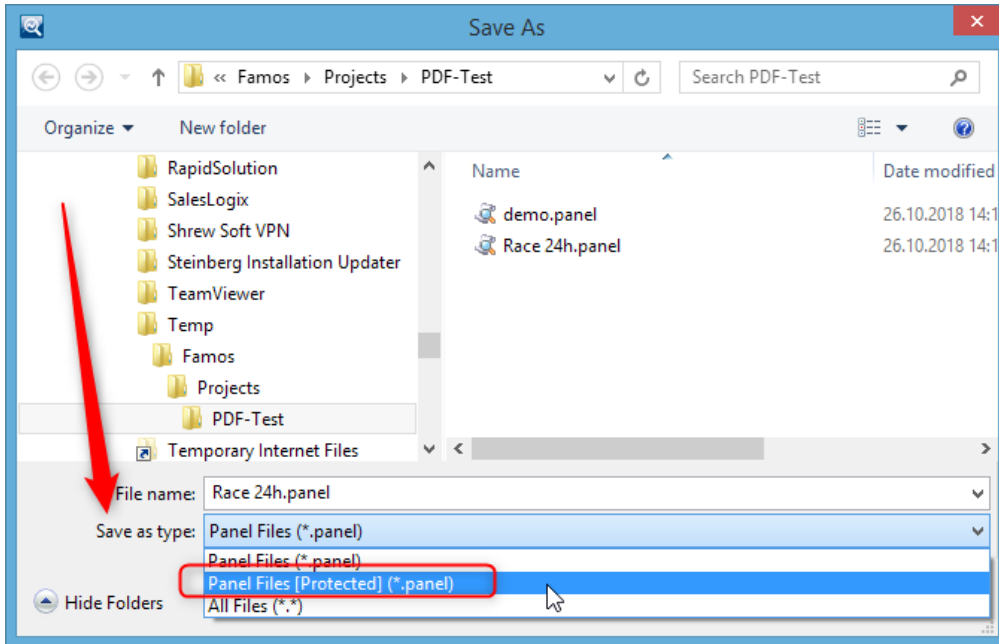 Save As
« Famos Projects PDF-Test
Search PDF-Test
Organize
New folder
RapidSolution
SalesLogix
Shrew Soft VPN
Steinberg Installation Updater
TeamViewer
Temp
Famos
Projects
PDF-Test
Temporary Internet Files
Name
Date modified
demo.panel
26.10.2018 14:1
Race 24h.panel
26.10.2018 14:1
File name: Race 24h.panel
Save as type: Panel Files (*.panel)
Panel Files (*.panel)
Panel Files [Protected] (*.panel)
All Files (*.*)
Hide Folders